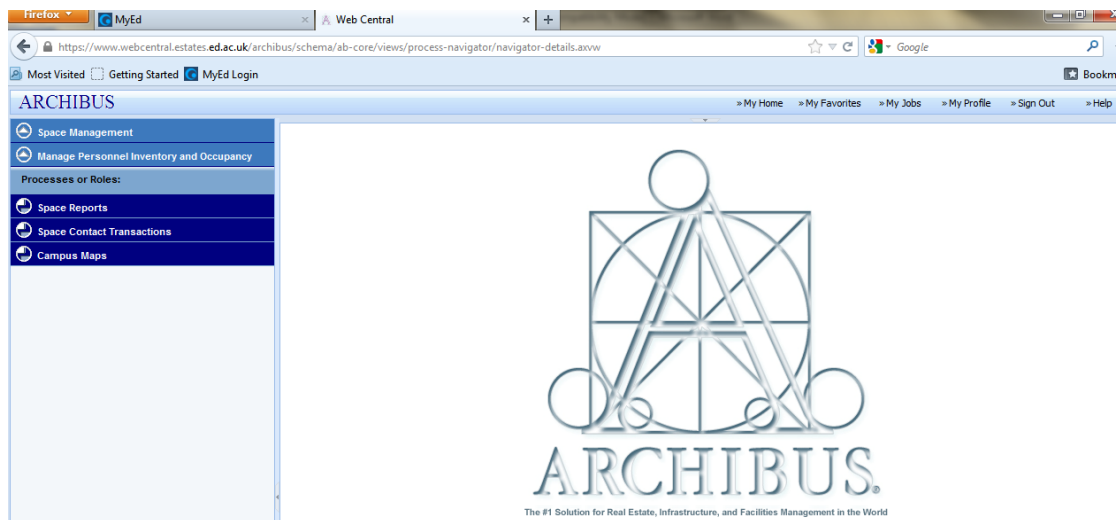 Firefox
MyEd
Web Central
https://www.webcentral.estates.ed.ac.uk/archibus/schema/ab-core/views/process-navigator/navigator-details.axvw
Google
Most Visited
Getting Started
MyEd Login
Bookm
ARCHIBUS
» My Home
» My Favorites
» My Jobs
» My Profile
» Sign Out
» Help
Space Management
Manage Personnel Inventory and Occupancy
Processes or Roles:
Space Reports
Space Contact Transactions
Campus Maps
ARCHIBUS®
The #1 Solution for Real Estate, Infrastructure, and Facilities Management in the World